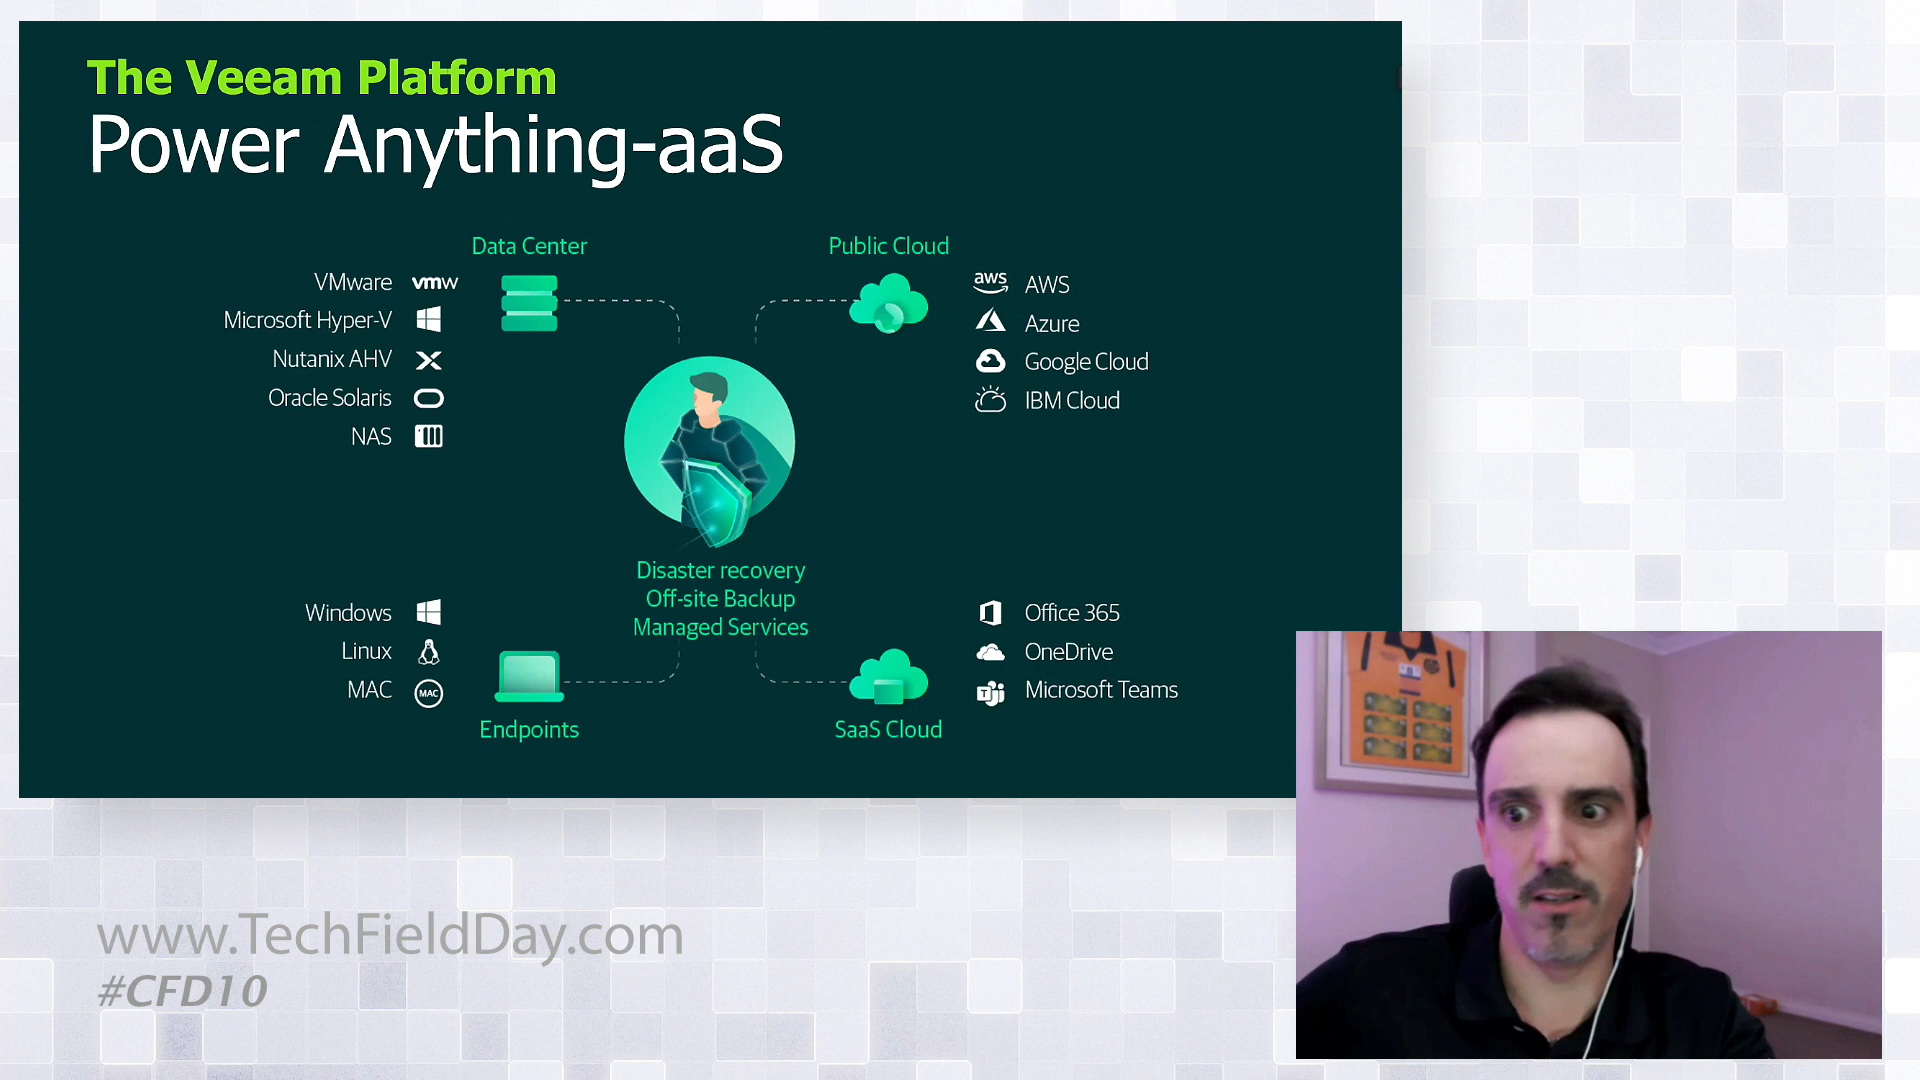 The Veeam Platform
Power Anything-aaS
Data Center
VMware vmw
Microsoft Hyper-V
Nutanix AHV
Oracle Solaris
NAS
Public Cloud
aws AWS
Azure
Google Cloud
IBM Cloud
Disaster recovery
Off-site Backup
Managed Services
Windows
Linux
MAC MAC
Endpoints
Office 365
OneDrive
T Microsoft Teams
SaaS Cloud
www.TechFieldDay.com
#CFD10